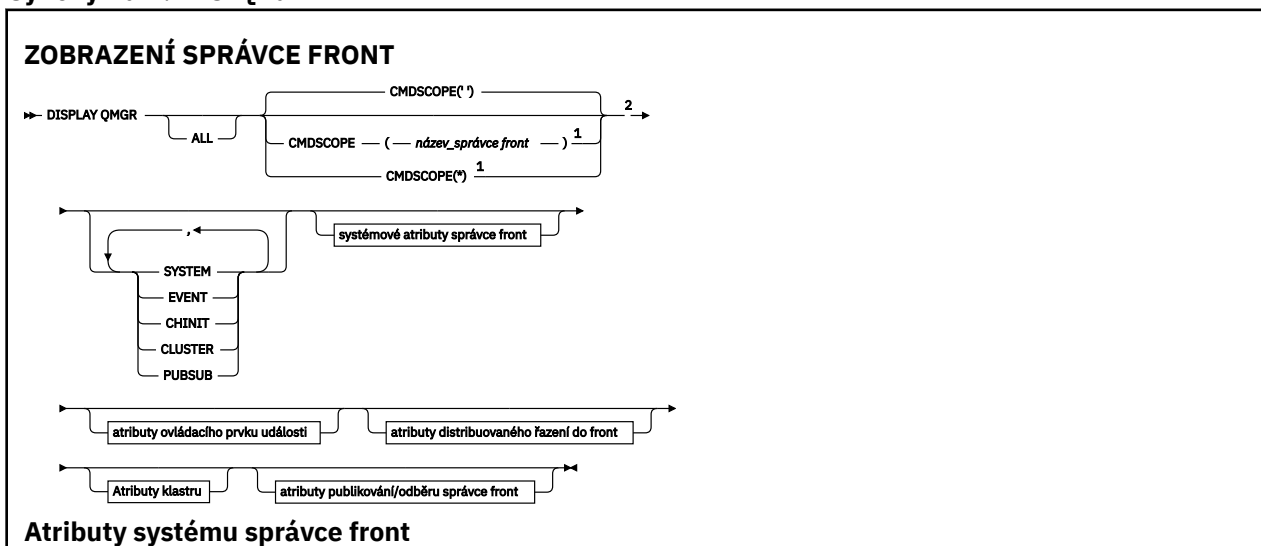 ZOBRAZENÍ SPRÁVCE FRONT
CMDSCOPE(' ')
DISPLAY QMGR
ALL
CMDSCOPE ( název_správce front ) 1
CMDSCOPE(*) 1
2
,
SYSTEM
EVENT
CHINIT
CLUSTER
PUBSUB
systémové atributy správce front
atributy ovládacího prvku události
atributy distribuovaného řazení do front
Atributy klastru
atributy publikování/odběru správce front
Atributy systému správce front